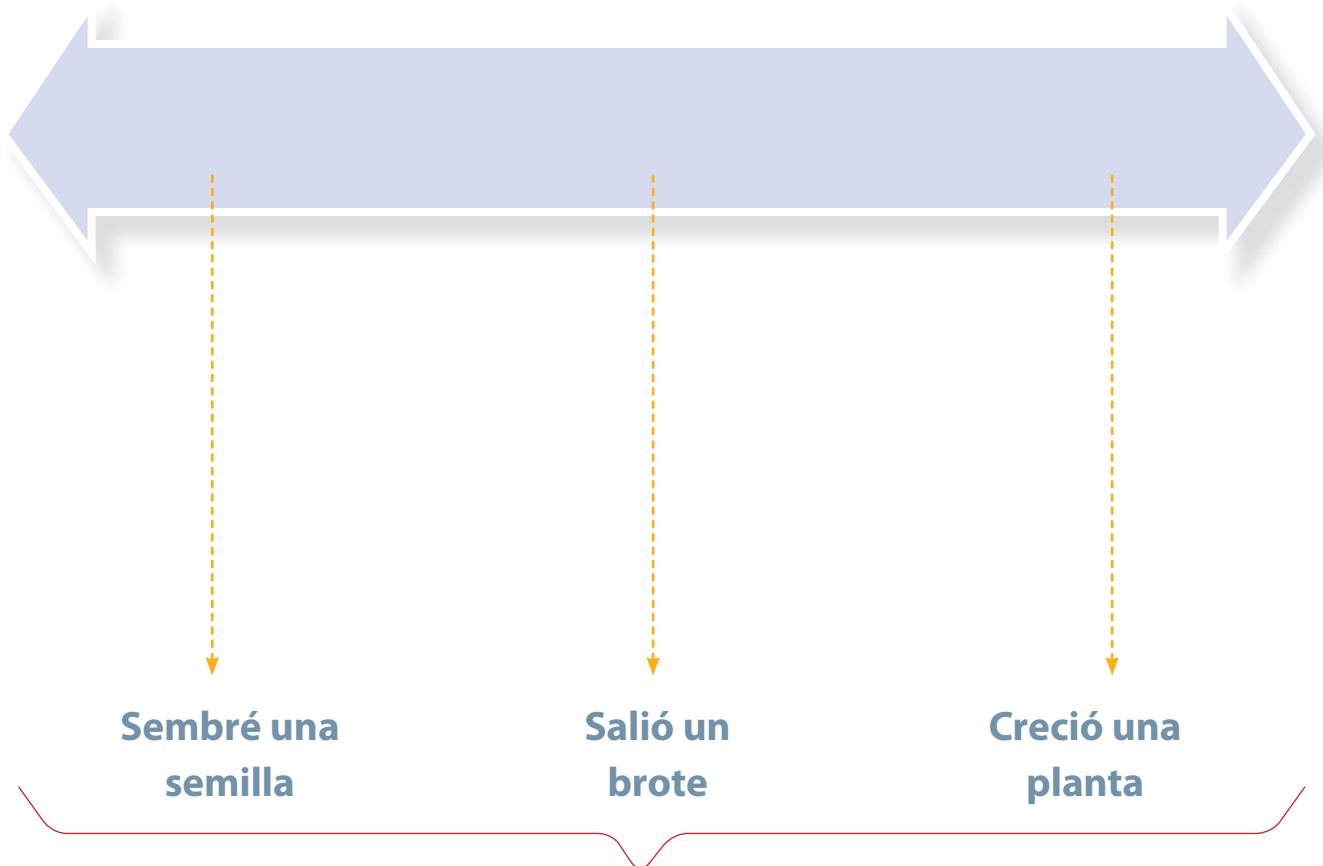 Sembré una
semilla
Salió un
brote
Creció una
planta